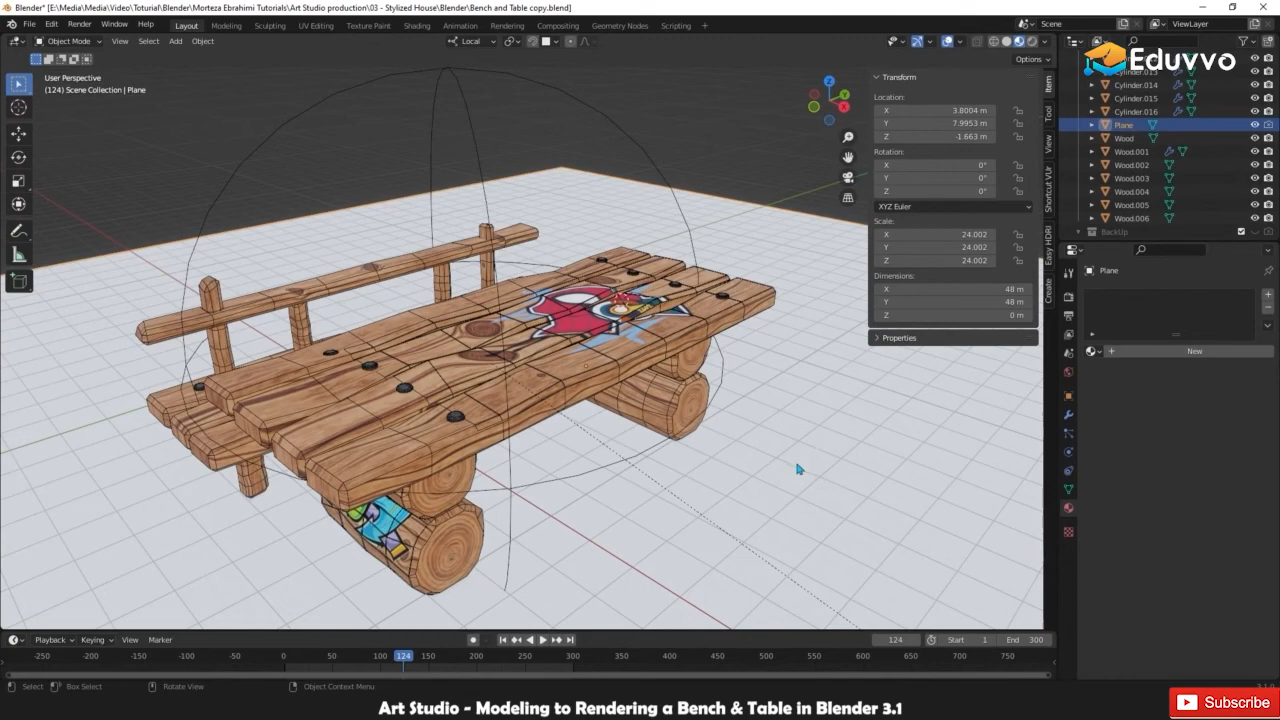 Blender* [E:\Media\Media\Video\Toturial\Blender\Morteza Ebrahimi Tutorials\Art Studio production\03 - Stylized House\Blender\Bench and Table copy.blend]
File Edit Render Window Help Layout Modeling Sculpting UV Editing Texture Paint Shading Animation Rendering Compositing Geometry Nodes Scripting + Scene ViewLayer
Object Mode View Select Add Object Local
Options
Eduvvo
User Perspective
(124) Scene Collection | Plane
Z
Y
X
Transform
Location:
X 3.8004 m
Y 7.9953 m
Z -1.663 m
Rotation:
X 0°
Y 0°
Z 0°
XYZ Euler
Scale:
X 24.002
Y 24.002
Z 24.002
Dimensions:
X 48 m
Y 48 m
Z 0 m
Properties
Item
Tool
View
Shortcut VUr
Easy HDRI
Create
Cylinder.013
Cylinder.014
Cylinder.015
Cylinder.016
Plane
Wood
Wood.001
Wood.002
Wood.003
Wood.004
Wood.005
Wood.006
BackUp
Plane
New
Playback Keying View Marker 124 Start 1 End 300
-250 -200 -150 -100 -50 0 50 100 124 150 200 250 300 350 400 450 500 550 600 650 700 750
Select Box Select Rotate View Object Context Menu
Art Studio - Modeling to Rendering a Bench & Table in Blender 3.1
Subscribe